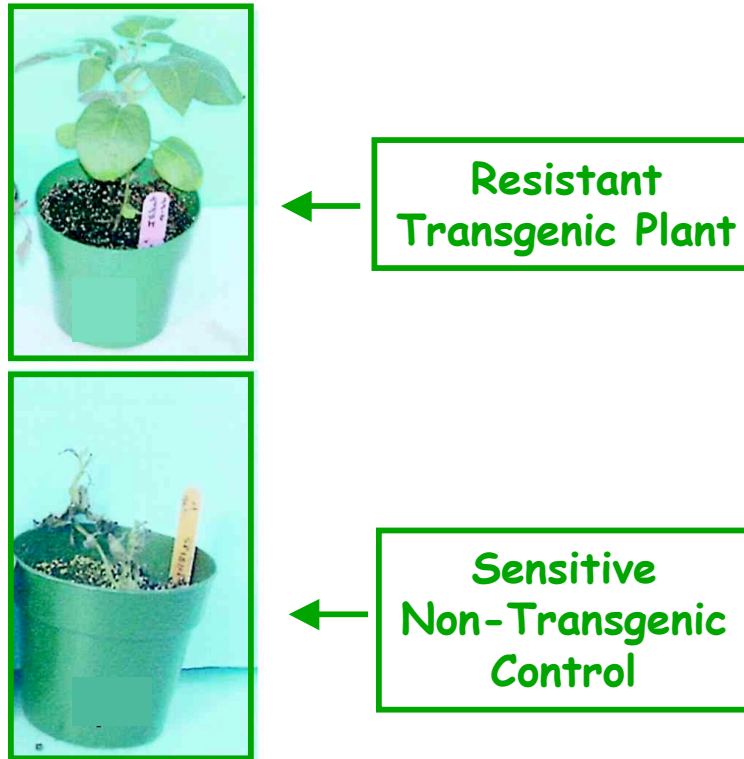 Resistant
Transgenic Plant
Sensitive
Non-Transgenic
Control